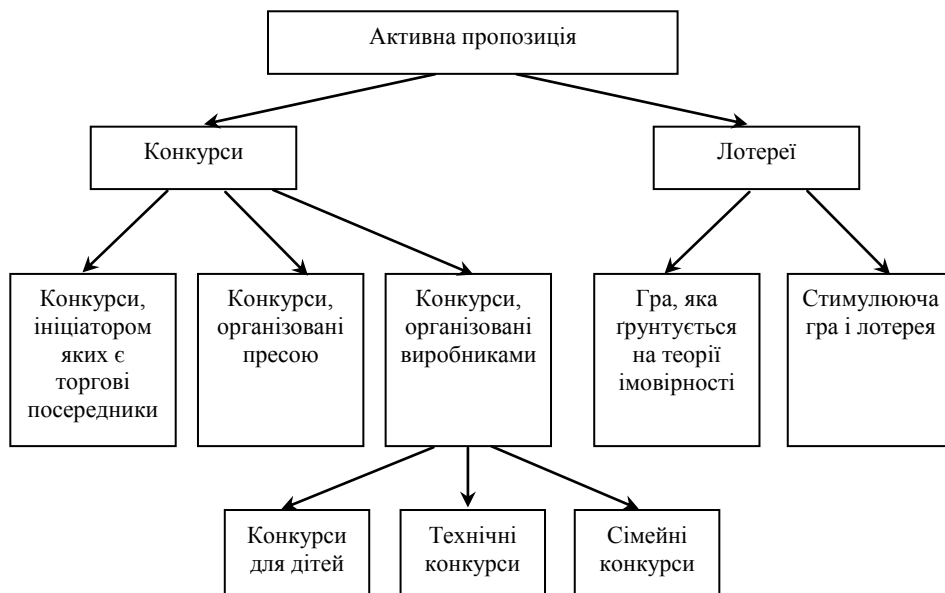 Активна пропозиція
Конкурси
Лотереї
Конкурси,
ініціатором
яких є
торгові
посередники
Конкурси,
організовані
пресою
Конкурси,
організовані
виробниками
Гра, яка
ґрунтується
на теорії
імовірності
Стимулююча
гра і лотерея
Конкурси
для дітей
Технічні
конкурси
Сімейні
конкурси